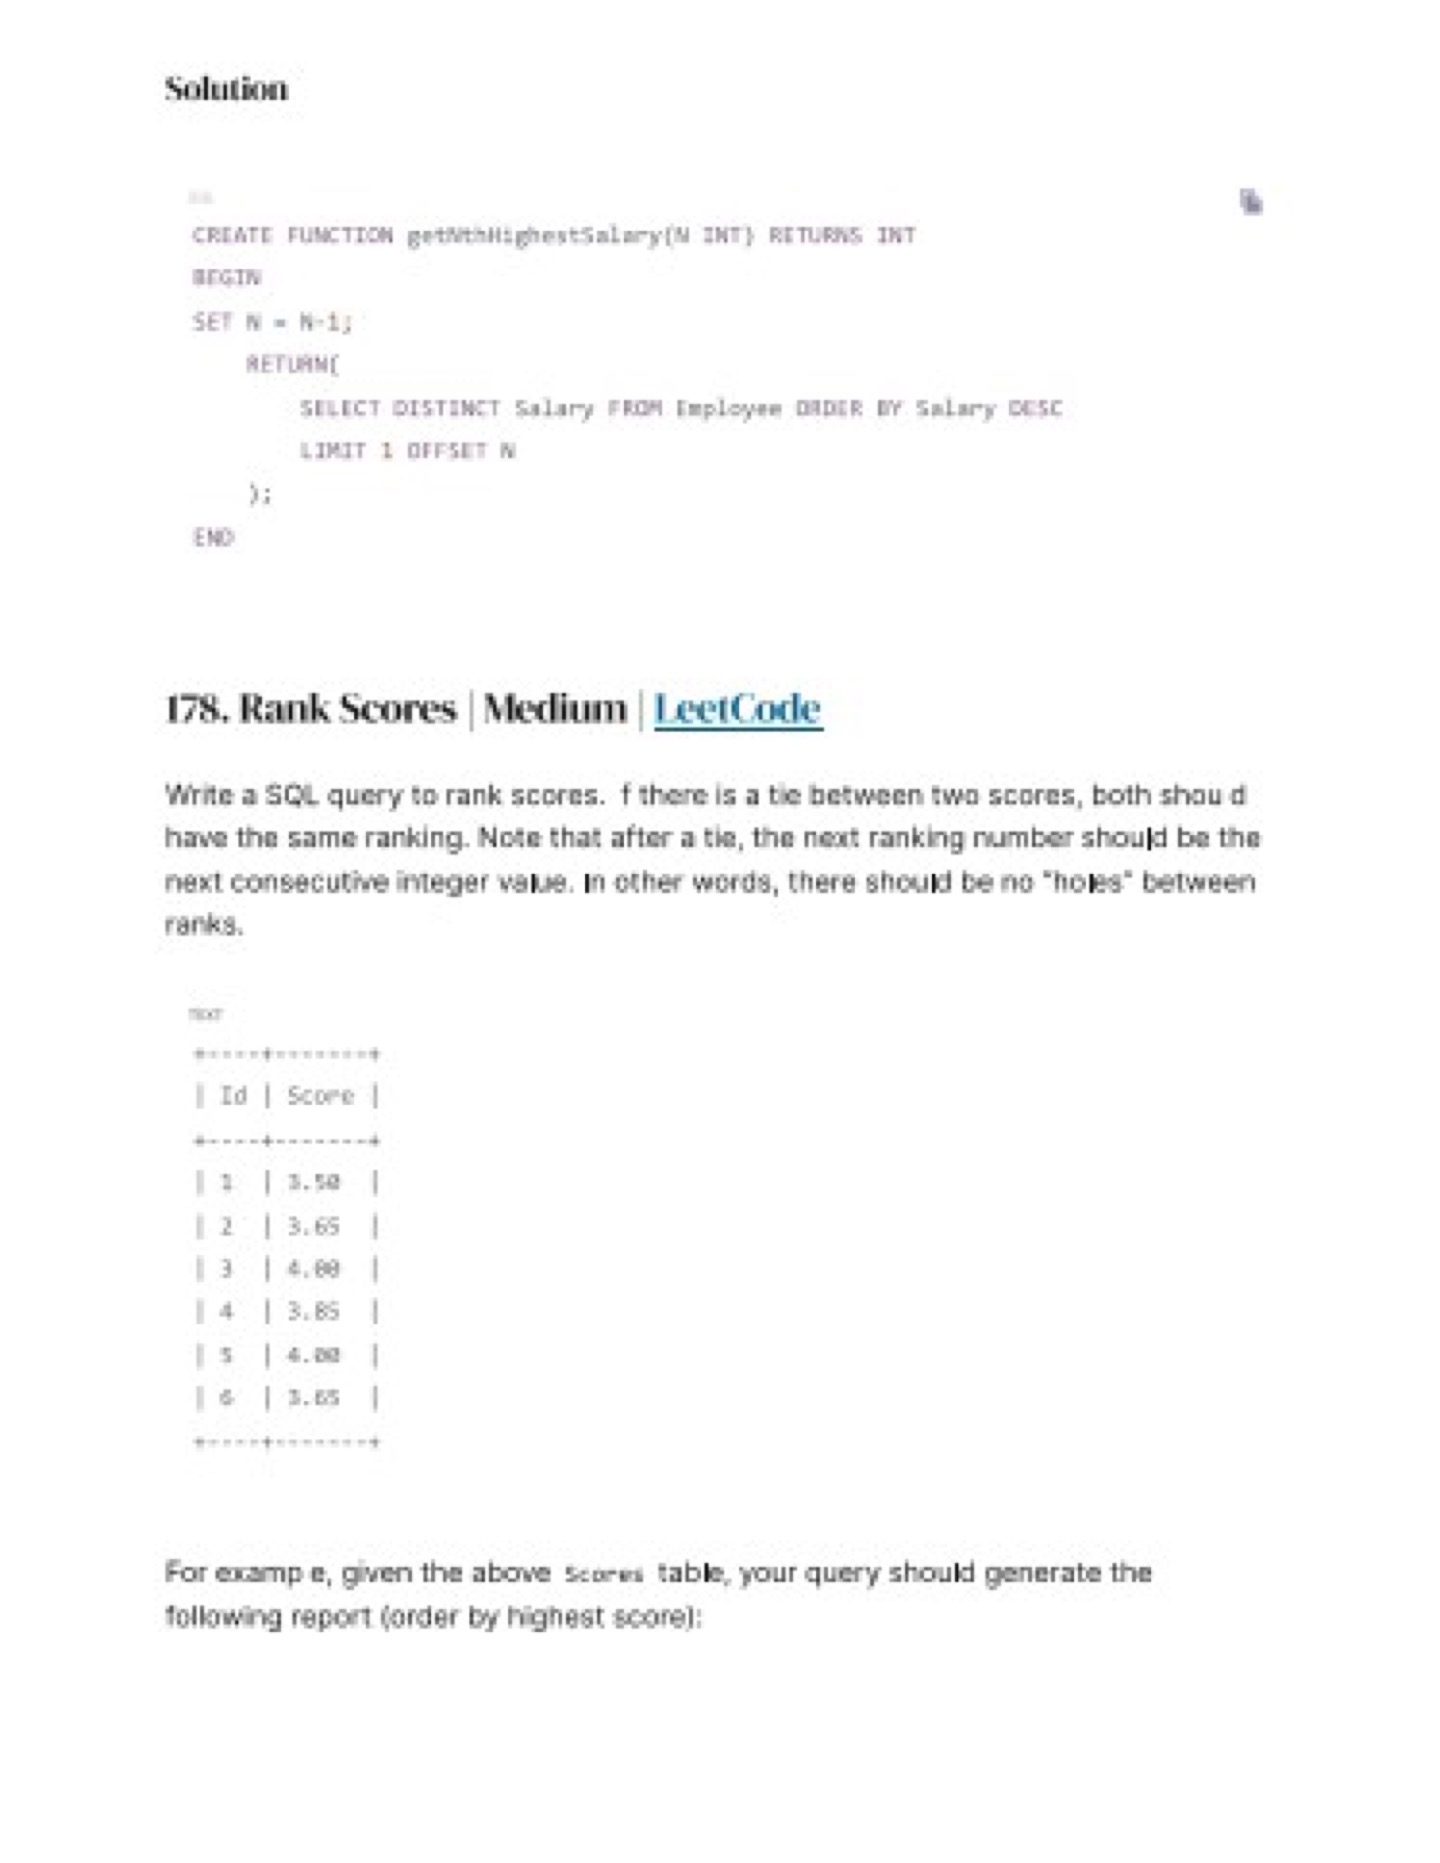 Solution
SQL
CREATE FUNCTION getNthHighestSalary(N INT) RETURNS INT
BEGIN
SET N = N-1;
RETURN(
SELECT DISTINCT Salary FROM Employee ORDER BY Salary DESC
LIMIT 1 OFFSET N
);
END
178. Rank Scores | Medium | LeetCode
Write a SQL query to rank scores. f there is a tie between two scores, both shou d
have the same ranking. Note that after a tie, the next ranking number should be the
next consecutive integer value. In other words, there should be no "holes" between
ranks.
TEXT
+----+-------+
| Id | Score |
+----+-------+
| 1 | 3.50 |
| 2 | 3.65 |
| 3 | 4.00 |
| 4 | 3.85 |
| 5 | 4.00 |
| 6 | 3.65 |
+----+-------+
For examp e, given the above Scores table, your query should generate the
following report (order by highest score):